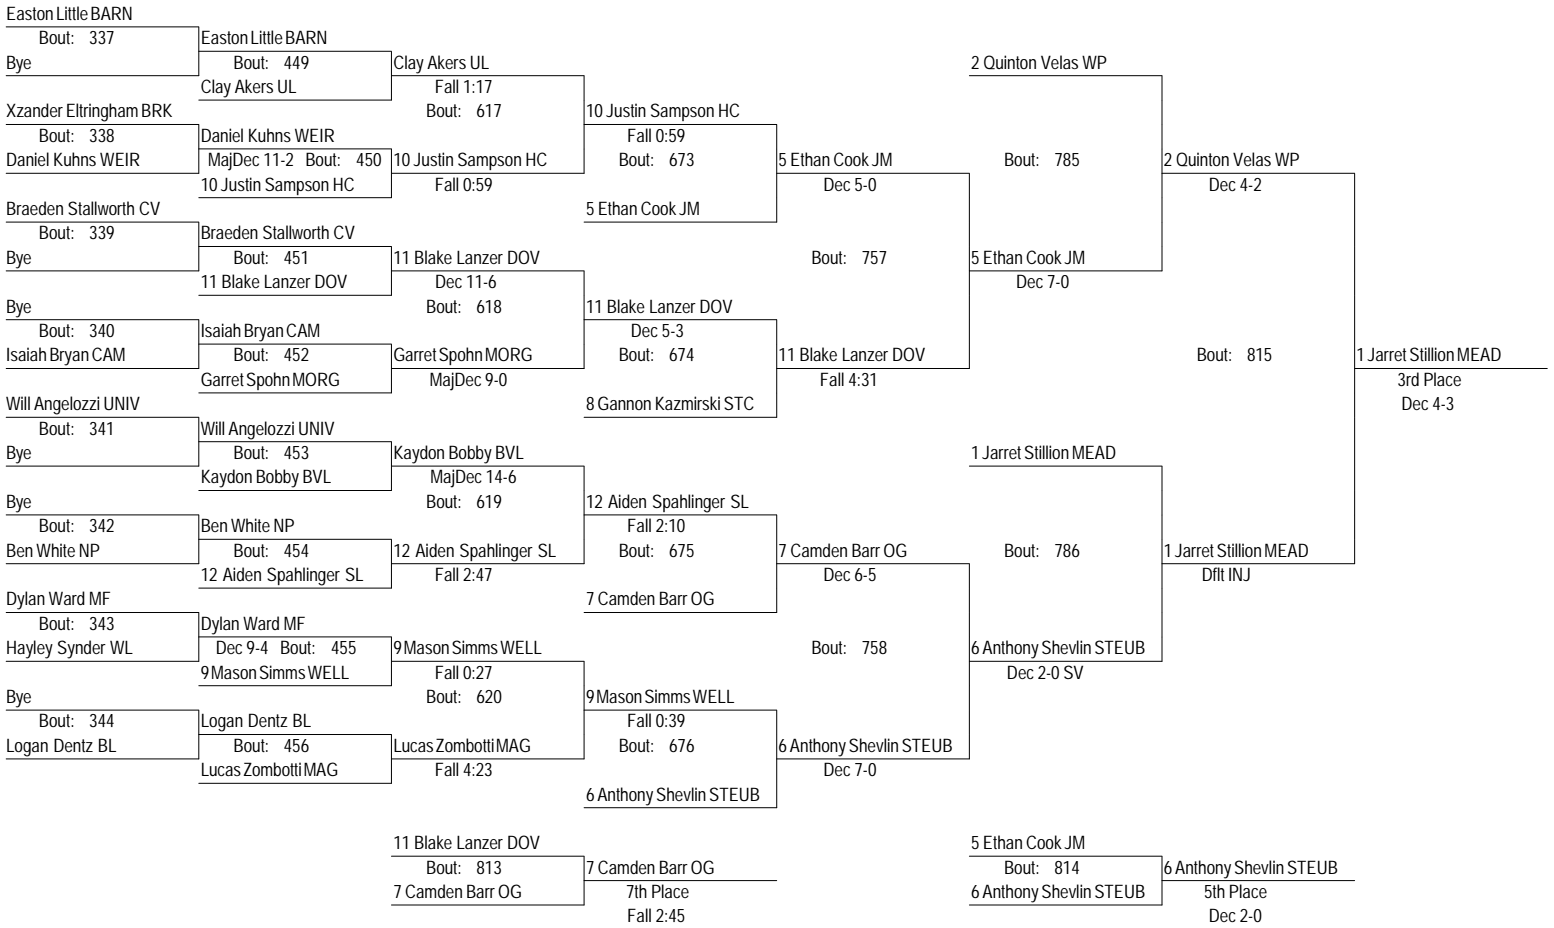 Easton Little BARN
Bout: 337
Bye
Xzander Eltringham BRK
Bout: 338
Daniel Kuhns WEIR
Braeden Stallworth CV
Bout: 339
Bye
Bye
Bout: 340
Isaiah Bryan CAM
Will Angelozzi UNIV
Bout: 341
Bye
Bye
Bout: 342
Ben White NP
Dylan Ward MF
Bout: 343
Hayley Synder WL
Bye
Bout: 344
Logan Dentz BL
Easton Little BARN
Bout: 449
Clay Akers UL
Daniel Kuhns WEIR
MajDec 11-2 Bout: 450
10 Justin Sampson HC
Braeden Stallworth CV
Bout: 451
11 Blake Lanzer DOV
Isaiah Bryan CAM
Bout: 452
Garret Spohn MORG
Will Angelozzi UNIV
Bout: 453
Kaydon Bobby BVL
Ben White NP
Bout: 454
12 Aiden Spahlinger SL
Dylan Ward MF
Dec 9-4 Bout: 455
9 Mason Simms WELL
Logan Dentz BL
Bout: 456
Lucas Zombotti MAG
Clay Akers UL
Fall 1:17
Bout: 617
10 Justin Sampson HC
Fall 0:59
11 Blake Lanzer DOV
Dec 11-6
Bout: 618
Garret Spohn MORG
MajDec 9-0
Kaydon Bobby BVL
MajDec 14-6
Bout: 619
12 Aiden Spahlinger SL
Fall 2:47
9 Mason Simms WELL
Fall 0:27
Bout: 620
Lucas Zombotti MAG
Fall 4:23
10 Justin Sampson HC
Fall 0:59
Bout: 673
5 Ethan Cook JM
11 Blake Lanzer DOV
Dec 5-3
Bout: 674
8 Gannon Kazmirski STC
12 Aiden Spahlinger SL
Fall 2:10
Bout: 675
7 Camden Barr OG
9 Mason Simms WELL
Fall 0:39
Bout: 676
6 Anthony Shevlin STEUB
5 Ethan Cook JM
Dec 5-0
Bout: 757
11 Blake Lanzer DOV
Fall 4:31
7 Camden Barr OG
Dec 6-5
Bout: 758
6 Anthony Shevlin STEUB
Dec 7-0
2 Quinton Velas WP
Bout: 785
5 Ethan Cook JM
Dec 7-0
1 Jarret Stillion MEAD
Bout: 786
6 Anthony Shevlin STEUB
Dec 2-0 SV
2 Quinton Velas WP
Dec 4-2
Bout: 815
1 Jarret Stillion MEAD
Dflt INJ
1 Jarret Stillion MEAD
3rd Place
Dec 4-3
11 Blake Lanzer DOV
Bout: 813
7 Camden Barr OG
7 Camden Barr OG
7th Place
Fall 2:45
5 Ethan Cook JM
Bout: 814
6 Anthony Shevlin STEUB
6 Anthony Shevlin STEUB
5th Place
Dec 2-0